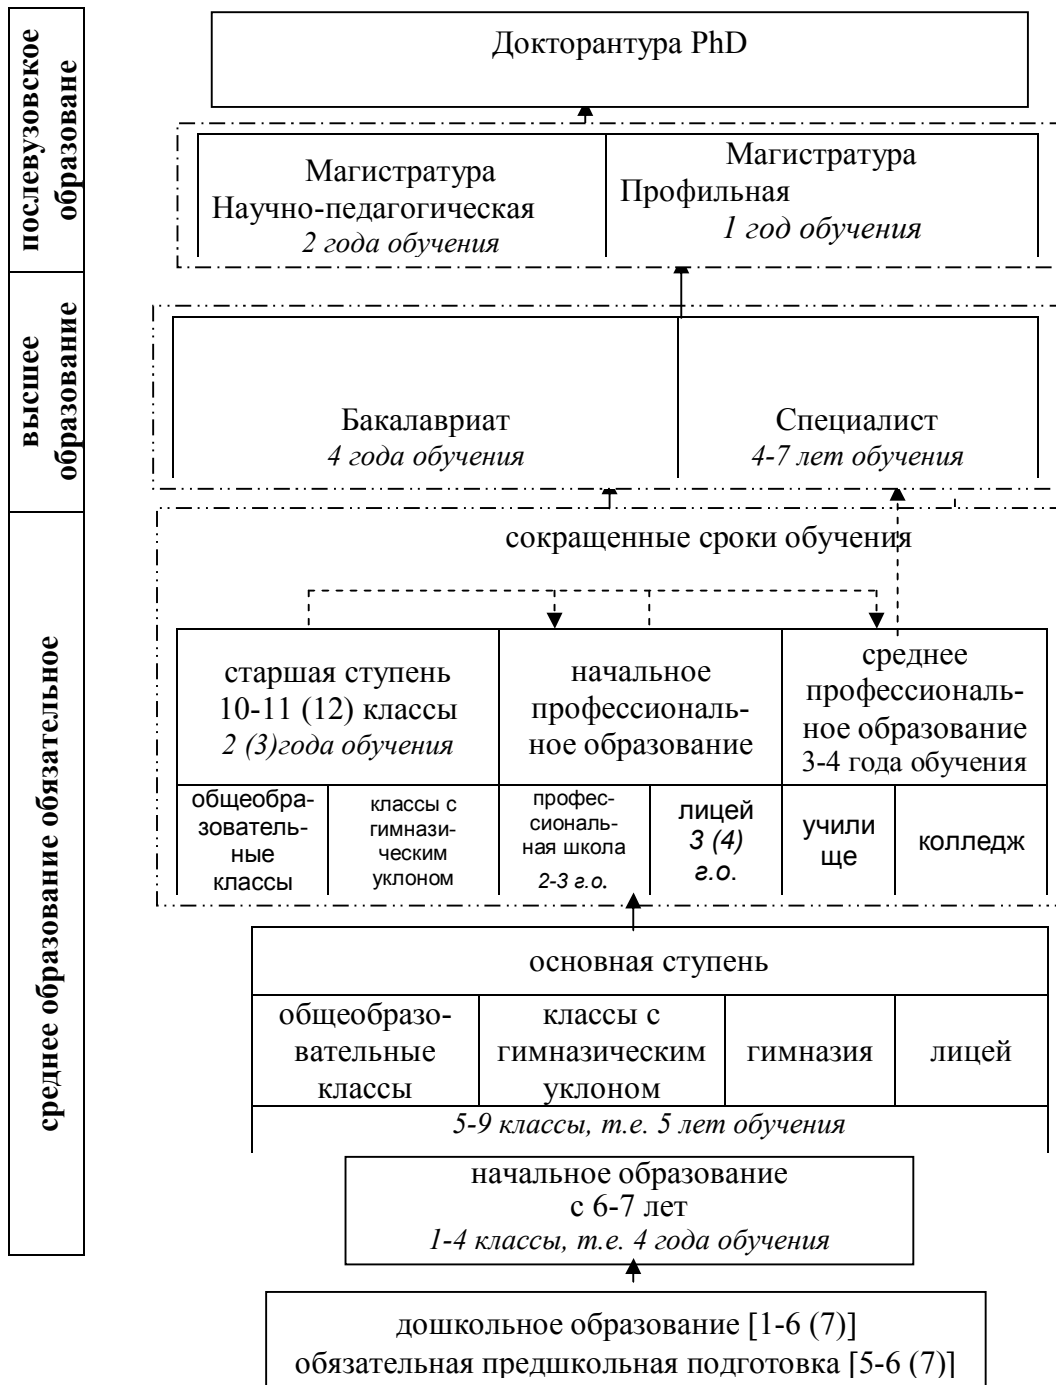 послевузовское
образоване
Докторантура PhD
Магистратура
Научно-педагогическая
2 года обучения
Магистратура
Профильная
1 год обучения
высшее
образование
Бакалавриат
4 года обучения
Специалист
4-7 лет обучения
среднее образование обязательное
сокращенные сроки обучения
старшая ступень
10-11 (12) классы
2 (3)года обучения
начальное
профессиональ-
ное образование
среднее
профессиональ-
ное образование
3-4 года обучения
общеобра-
зователь-
ные
классы
классы с
гимнази-
ческим
уклоном
профес-
сиональ-
ная школа
2-3 г.о.
лицей
3 (4)
г.о.
учили
ще
колледж
основная ступень
общеобразо-
вательные
классы
классы с
гимназическим
уклоном
гимназия
лицей
5-9 классы, т.е. 5 лет обучения
начальное образование
с 6-7 лет
1-4 классы, т.е. 4 года обучения
дошкольное образование [1-6 (7)]
обязательная предшкольная подготовка [5-6 (7)]